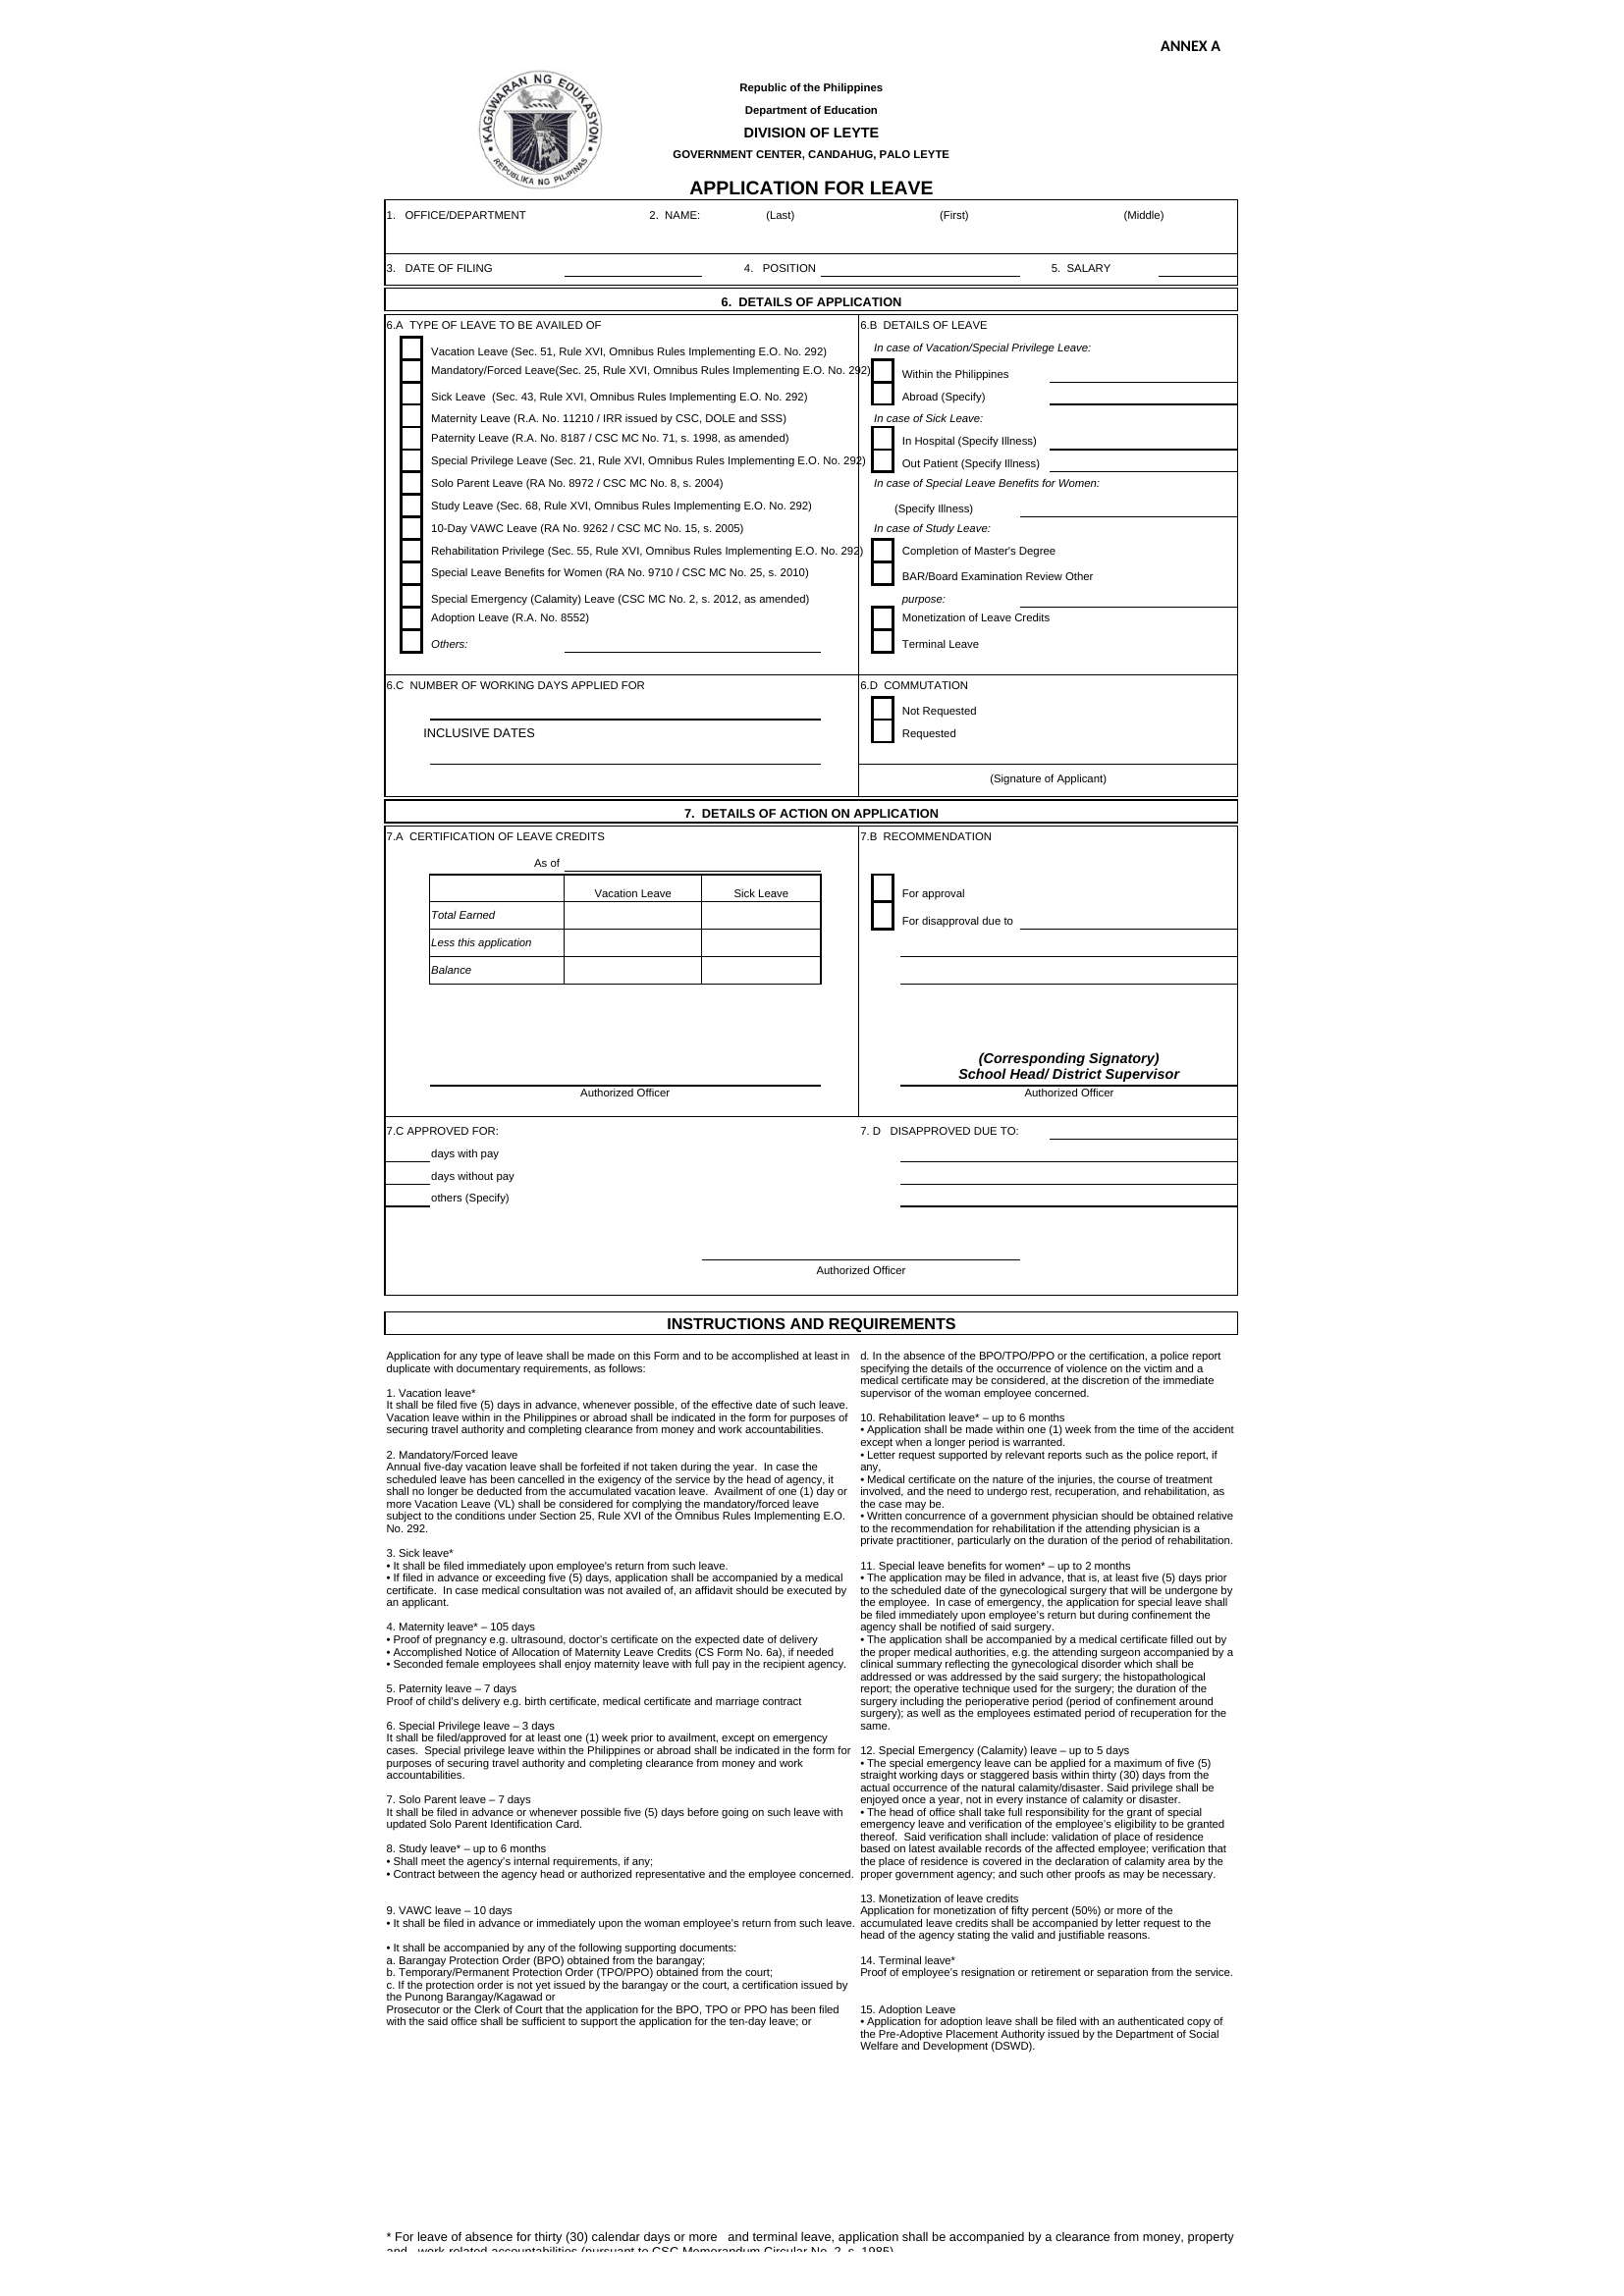 ANNEX A
KAGAWARAN NG EDUKASYON
REPUBLIKA NG PILIPINAS
Republic of the Philippines
Department of Education
DIVISION OF LEYTE
GOVERNMENT CENTER, CANDAHUG, PALO LEYTE
APPLICATION FOR LEAVE
1. OFFICE/DEPARTMENT 2. NAME: (Last) (First) (Middle)
3. DATE OF FILING 4. POSITION 5. SALARY
6. DETAILS OF APPLICATION
6.A TYPE OF LEAVE TO BE AVAILED OF
Vacation Leave (Sec. 51, Rule XVI, Omnibus Rules Implementing E.O. No. 292)
Mandatory/Forced Leave(Sec. 25, Rule XVI, Omnibus Rules Implementing E.O. No. 292)
Sick Leave (Sec. 43, Rule XVI, Omnibus Rules Implementing E.O. No. 292)
Maternity Leave (R.A. No. 11210 / IRR issued by CSC, DOLE and SSS)
Paternity Leave (R.A. No. 8187 / CSC MC No. 71, s. 1998, as amended)
Special Privilege Leave (Sec. 21, Rule XVI, Omnibus Rules Implementing E.O. No. 292)
Solo Parent Leave (RA No. 8972 / CSC MC No. 8, s. 2004)
Study Leave (Sec. 68, Rule XVI, Omnibus Rules Implementing E.O. No. 292)
10-Day VAWC Leave (RA No. 9262 / CSC MC No. 15, s. 2005)
Rehabilitation Privilege (Sec. 55, Rule XVI, Omnibus Rules Implementing E.O. No. 292)
Special Leave Benefits for Women (RA No. 9710 / CSC MC No. 25, s. 2010)
Special Emergency (Calamity) Leave (CSC MC No. 2, s. 2012, as amended)
Adoption Leave (R.A. No. 8552)
Others:
6.B DETAILS OF LEAVE
In case of Vacation/Special Privilege Leave:
Within the Philippines
Abroad (Specify)
In case of Sick Leave:
In Hospital (Specify Illness)
Out Patient (Specify Illness)
In case of Special Leave Benefits for Women:
(Specify Illness)
In case of Study Leave:
Completion of Master's Degree
BAR/Board Examination Review Other
purpose:
Monetization of Leave Credits
Terminal Leave
6.C NUMBER OF WORKING DAYS APPLIED FOR
INCLUSIVE DATES
6.D COMMUTATION
Not Requested
Requested
(Signature of Applicant)
7. DETAILS OF ACTION ON APPLICATION
7.A CERTIFICATION OF LEAVE CREDITS
As of
Vacation Leave Sick Leave
Total Earned
Less this application
Balance
Authorized Officer
7.B RECOMMENDATION
For approval
For disapproval due to
(Corresponding Signatory)
School Head/ District Supervisor
Authorized Officer
7.C APPROVED FOR:
days with pay
days without pay
others (Specify)
7. D DISAPPROVED DUE TO:
Authorized Officer
INSTRUCTIONS AND REQUIREMENTS
Application for any type of leave shall be made on this Form and to be accomplished at least in
duplicate with documentary requirements, as follows:
1. Vacation leave*
It shall be filed five (5) days in advance, whenever possible, of the effective date of such leave.
Vacation leave within in the Philippines or abroad shall be indicated in the form for purposes of
securing travel authority and completing clearance from money and work accountabilities.
2. Mandatory/Forced leave
Annual five-day vacation leave shall be forfeited if not taken during the year. In case the
scheduled leave has been cancelled in the exigency of the service by the head of agency, it
shall no longer be deducted from the accumulated vacation leave. Availment of one (1) day or
more Vacation Leave (VL) shall be considered for complying the mandatory/forced leave
subject to the conditions under Section 25, Rule XVI of the Omnibus Rules Implementing E.O.
No. 292.
3. Sick leave*
• It shall be filed immediately upon employee's return from such leave.
• If filed in advance or exceeding five (5) days, application shall be accompanied by a medical
certificate. In case medical consultation was not availed of, an affidavit should be executed by
an applicant.
4. Maternity leave* – 105 days
• Proof of pregnancy e.g. ultrasound, doctor's certificate on the expected date of delivery
• Accomplished Notice of Allocation of Maternity Leave Credits (CS Form No. 6a), if needed
• Seconded female employees shall enjoy maternity leave with full pay in the recipient agency.
5. Paternity leave – 7 days
Proof of child's delivery e.g. birth certificate, medical certificate and marriage contract
6. Special Privilege leave – 3 days
It shall be filed/approved for at least one (1) week prior to availment, except on emergency
cases. Special privilege leave within the Philippines or abroad shall be indicated in the form for
purposes of securing travel authority and completing clearance from money and work
accountabilities.
7. Solo Parent leave – 7 days
It shall be filed in advance or whenever possible five (5) days before going on such leave with
updated Solo Parent Identification Card.
8. Study leave* – up to 6 months
• Shall meet the agency's internal requirements, if any;
• Contract between the agency head or authorized representative and the employee concerned.
9. VAWC leave – 10 days
• It shall be filed in advance or immediately upon the woman employee's return from such leave.
• It shall be accompanied by any of the following supporting documents:
a. Barangay Protection Order (BPO) obtained from the barangay;
b. Temporary/Permanent Protection Order (TPO/PPO) obtained from the court;
c. If the protection order is not yet issued by the barangay or the court, a certification issued by
the Punong Barangay/Kagawad or
Prosecutor or the Clerk of Court that the application for the BPO, TPO or PPO has been filed
with the said office shall be sufficient to support the application for the ten-day leave; or
d. In the absence of the BPO/TPO/PPO or the certification, a police report
specifying the details of the occurrence of violence on the victim and a
medical certificate may be considered, at the discretion of the immediate
supervisor of the woman employee concerned.
10. Rehabilitation leave* – up to 6 months
• Application shall be made within one (1) week from the time of the accident
except when a longer period is warranted.
• Letter request supported by relevant reports such as the police report, if
any,
• Medical certificate on the nature of the injuries, the course of treatment
involved, and the need to undergo rest, recuperation, and rehabilitation, as
the case may be.
• Written concurrence of a government physician should be obtained relative
to the recommendation for rehabilitation if the attending physician is a
private practitioner, particularly on the duration of the period of rehabilitation.
11. Special leave benefits for women* – up to 2 months
• The application may be filed in advance, that is, at least five (5) days prior
to the scheduled date of the gynecological surgery that will be undergone by
the employee. In case of emergency, the application for special leave shall
be filed immediately upon employee's return but during confinement the
agency shall be notified of said surgery.
• The application shall be accompanied by a medical certificate filled out by
the proper medical authorities, e.g. the attending surgeon accompanied by a
clinical summary reflecting the gynecological disorder which shall be
addressed or was addressed by the said surgery; the histopathological
report; the operative technique used for the surgery; the duration of the
surgery including the perioperative period (period of confinement around
surgery); as well as the employees estimated period of recuperation for the
same.
12. Special Emergency (Calamity) leave – up to 5 days
• The special emergency leave can be applied for a maximum of five (5)
straight working days or staggered basis within thirty (30) days from the
actual occurrence of the natural calamity/disaster. Said privilege shall be
enjoyed once a year, not in every instance of calamity or disaster.
• The head of office shall take full responsibility for the grant of special
emergency leave and verification of the employee's eligibility to be granted
thereof. Said verification shall include: validation of place of residence
based on latest available records of the affected employee; verification that
the place of residence is covered in the declaration of calamity area by the
proper government agency; and such other proofs as may be necessary.
13. Monetization of leave credits
Application for monetization of fifty percent (50%) or more of the
accumulated leave credits shall be accompanied by letter request to the
head of the agency stating the valid and justifiable reasons.
14. Terminal leave*
Proof of employee's resignation or retirement or separation from the service.
15. Adoption Leave
• Application for adoption leave shall be filed with an authenticated copy of
the Pre-Adoptive Placement Authority issued by the Department of Social
Welfare and Development (DSWD).
* For leave of absence for thirty (30) calendar days or more and terminal leave, application shall be accompanied by a clearance from money, property
and work-related accountabilities (pursuant to CSC Memorandum Circular No. 2, s. 1985).